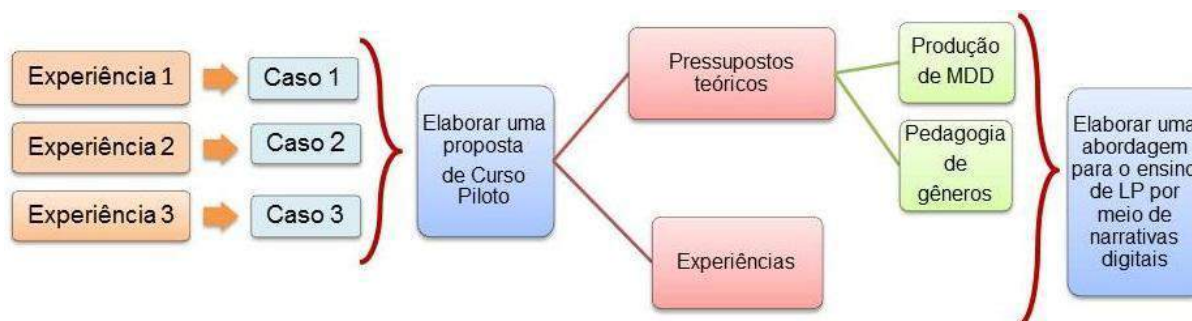 Experiência 1
Caso 1
Experiência 2
Caso 2
Experiência 3
Caso 3
Elaborar uma
proposta
de Curso
Piloto
Pressupostos
teóricos
Experiências
Produção
de MDD
Pedagogia
de
gêneros
Elaborar uma
abordagem
para o ensino
de LP por
meio de
narrativas
digitais